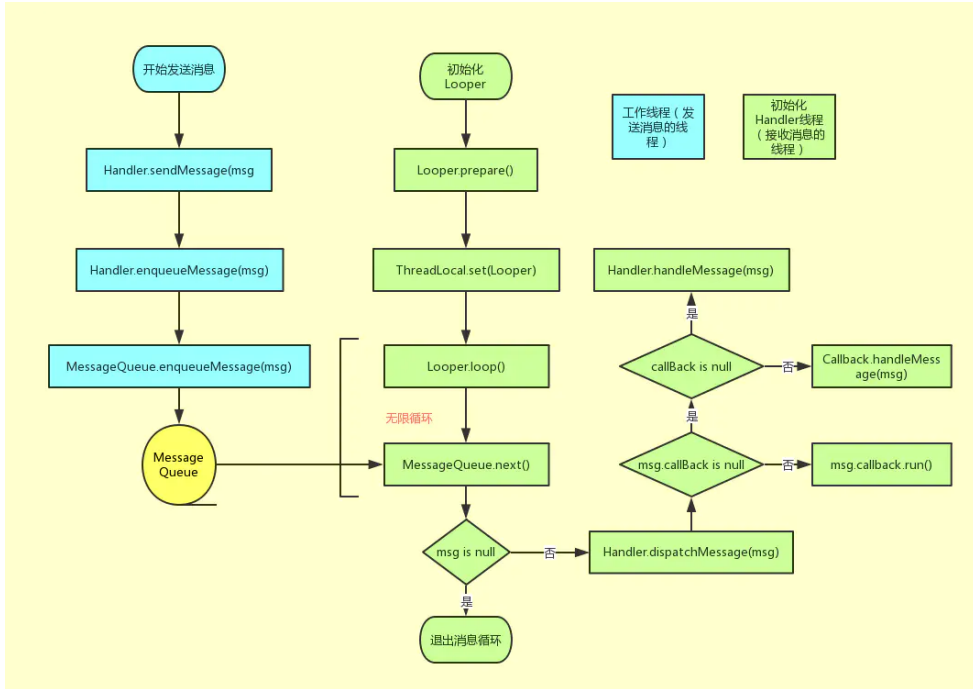 开始发送消息
Handler.sendMessage(msg
Handler.enqueueMessage(msg)
MessageQueue.enqueueMessage(msg)
Message
Queue
初始化
Looper
Looper.prepare()
ThreadLocal.set(Looper)
Looper.loop()
无限循环
MessageQueue.next()
msg is null
是
退出消息循环
否
Handler.dispatchMessage(msg)
msg.callBack is null
否
msg.callback.run()
是
callBack is null
否
Callback.handleMess
age(msg)
是
Handler.handleMessage(msg)
工作线程（发
送消息的线
程）
初始化
Handler线程
（接收消息的
线程）